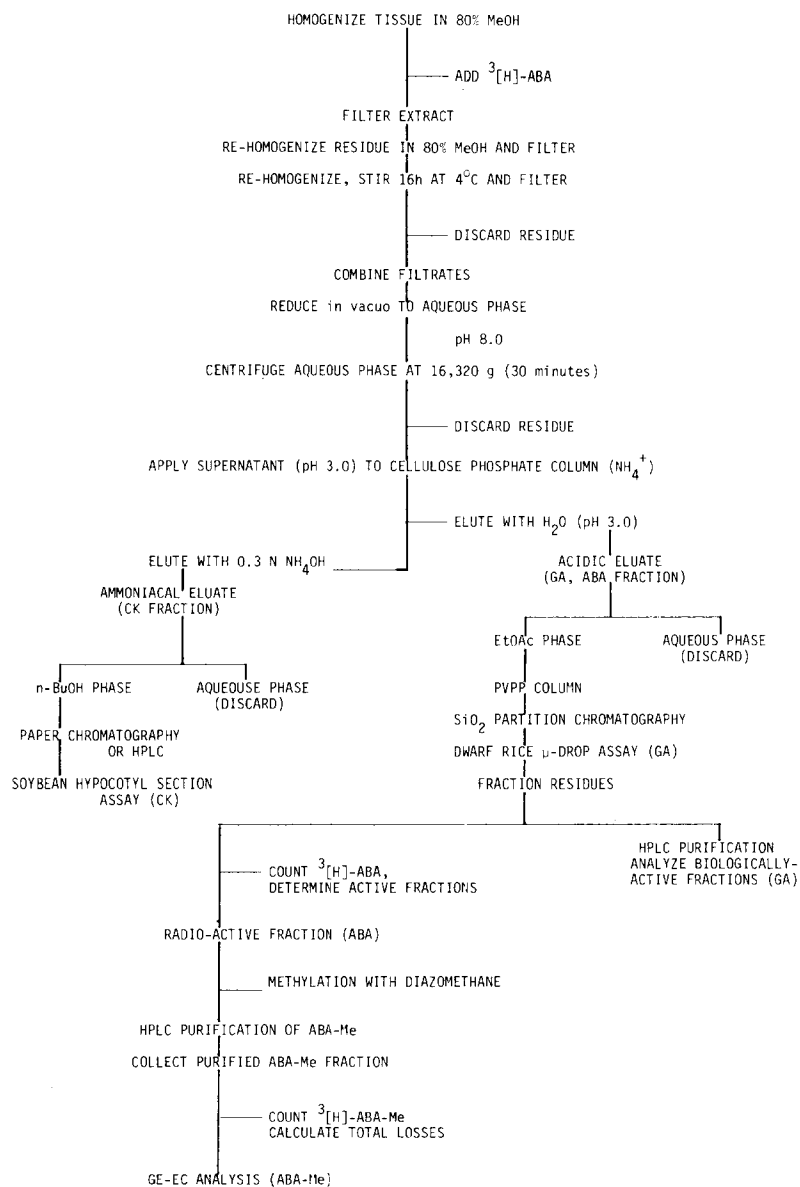 HOMOGENIZE TISSUE IN 80% MeOH
ADD ³[H]-ABA
FILTER EXTRACT
RE-HOMOGENIZE RESIDUE IN 80% MeOH AND FILTER
RE-HOMOGENIZE, STIR 16h AT 4°C AND FILTER
DISCARD RESIDUE
COMBINE FILTRATES
REDUCE in vacuo TO AQUEOUS PHASE
pH 8.0
CENTRIFUGE AQUEOUS PHASE AT 16,320 g (30 minutes)
DISCARD RESIDUE
APPLY SUPERNATANT (pH 3.0) TO CELLULOSE PHOSPHATE COLUMN (NH₄⁺)
ELUTE WITH H₂O (pH 3.0)
ELUTE WITH 0.3 N NH₄OH
AMMONIACAL ELUATE
(CK FRACTION)
n-BuOH PHASE
AQUEOUSE PHASE
(DISCARD)
PAPER CHROMATOGRAPHY
OR HPLC
SOYBEAN HYPOCOTYL SECTION
ASSAY (CK)
ACIDIC ELUATE
(GA, ABA FRACTION)
EtOAc PHASE
AQUEOUS PHASE
(DISCARD)
PVPP COLUMN
SiO₂ PARTITION CHROMATOGRAPHY
DWARF RICE μ-DROP ASSAY (GA)
FRACTION RESIDUES
HPLC PURIFICATION
ANALYZE BIOLOGICALLY-
ACTIVE FRACTIONS (GA)
COUNT ³[H]-ABA,
DETERMINE ACTIVE FRACTIONS
RADIO-ACTIVE FRACTION (ABA)
METHYLATION WITH DIAZOMETHANE
HPLC PURIFICATION OF ABA-Me
COLLECT PURIFIED ABA-Me FRACTION
COUNT ³[H]-ABA-Me
CALCULATE TOTAL LOSSES
GE-EC ANALYSIS (ABA-Me)